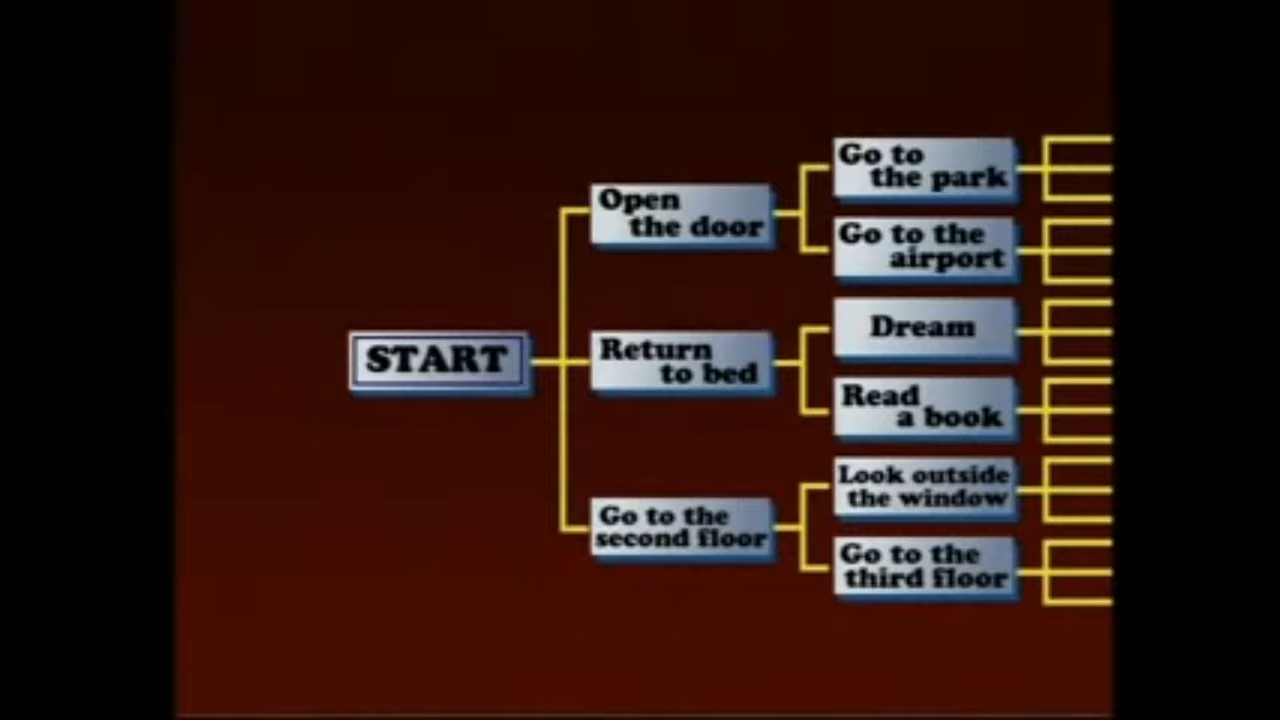 START
Open
the door
Return
to bed
Go to the
second floor
Go to
the park
Go to the
airport
Dream
Read
a book
Look outside
the window
Go to the
third floor